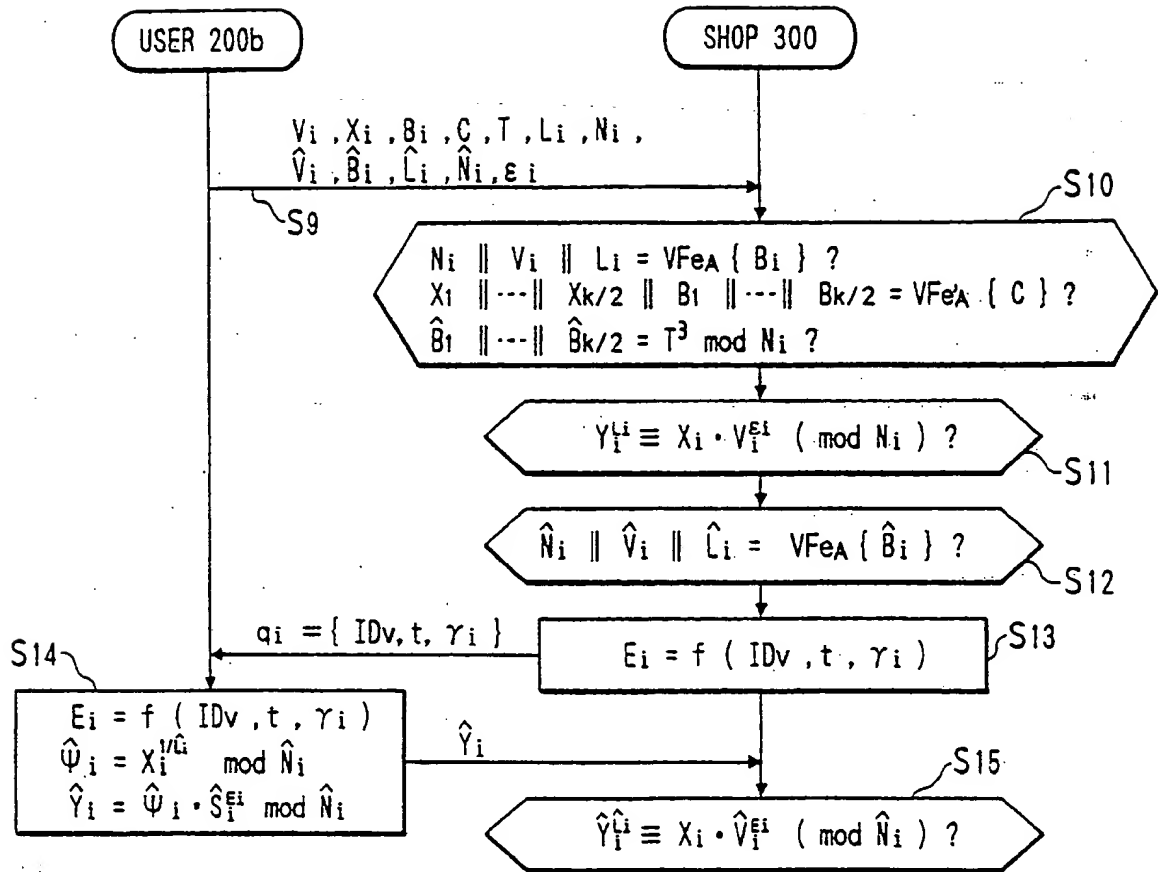 USER 200b
SHOP 300
Vi , Xi , Bi , C , T , Li , Ni ,
V̂i , B̂i , L̂i , N̂i , εi
S9
S10
Ni ‖ Vi ‖ Li = VFeA { Bi } ?
X1 ‖---‖ Xk/2 ‖ B1 ‖---‖ Bk/2 = VFe'A { C } ?
B̂1 ‖---‖ B̂k/2 = T³ mod Ni ?
Yi^Li ≡ Xi · Vi^εi ( mod Ni ) ?
S11
N̂i ‖ V̂i ‖ L̂i = VFeA { B̂i } ?
S12
qi = { IDv, t, γi }
S13
Ei = f ( IDv , t , γi )
S14
Ei = f ( IDv , t , γi )
Ψ̂i = Xi^1/L̂i mod N̂i
Ŷi = Ψ̂i · Ŝi^Ei mod N̂i
Ŷi
S15
Ŷi^L̂i ≡ Xi · V̂i^Ei ( mod N̂i ) ?